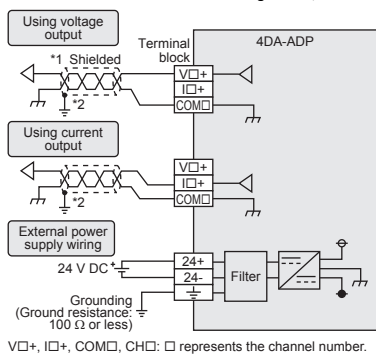 Using voltage
output
*1 Shielded
Terminal
block
4DA-ADP
V□+
I□+
COM□
*2
Using current
output
V□+
I□+
COM□
*2
External power
supply wiring
24 V DC
24+
24-
Filter
Grounding
(Ground resistance:
100 Ω or less)
V□+, I□+, COM□, CH□: □ represents the channel number.